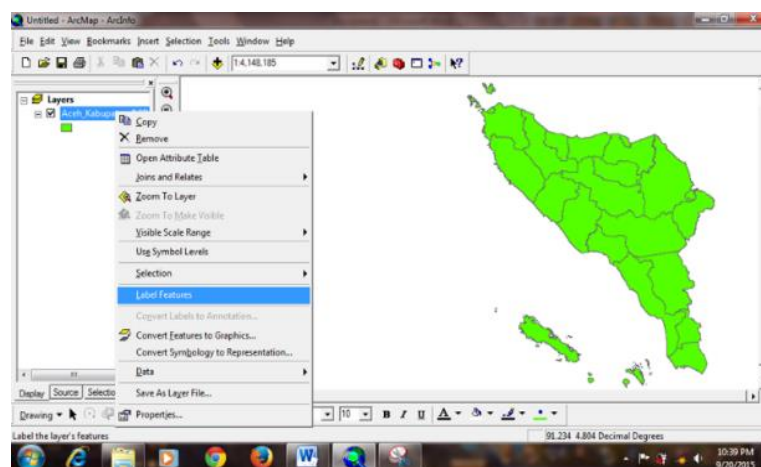 Untitled - ArcMap - ArcInfo
File Edit View Bookmarks Insert Selection Tools Window Help
1:4,148,185
Layers
Copy
Remove
Open Attribute Table
Joins and Relates
Zoom To Layer
Zoom To Make Visible
Visible Scale Range
Use Symbol Levels
Selection
Label Features
Convert Labels to Annotation...
Convert Features to Graphics...
Convert Symbology to Representation...
Data
Save As Layer File...
Properties...
Display Source
Drawing 10 B I U A
Label the layer's features 91.234 4.804 Decimal Degrees
10:39 PM
9/20/2015